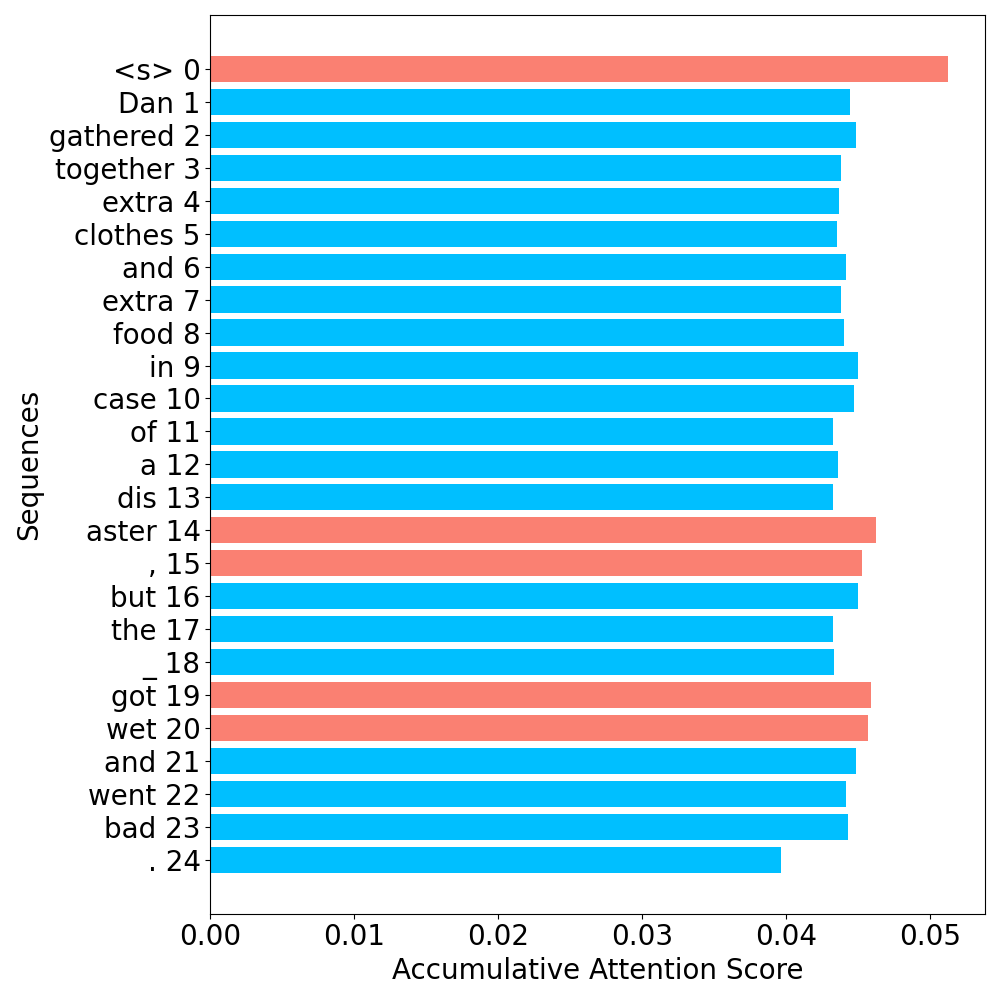 <s> 0
Dan 1
gathered 2
together 3
extra 4
clothes 5
and 6
extra 7
food 8
in 9
case 10
of 11
a 12
dis 13
aster 14
, 15
but 16
the 17
_ 18
got 19
wet 20
and 21
went 22
bad 23
. 24
Sequences
0.00 0.01 0.02 0.03 0.04 0.05
Accumulative Attention Score